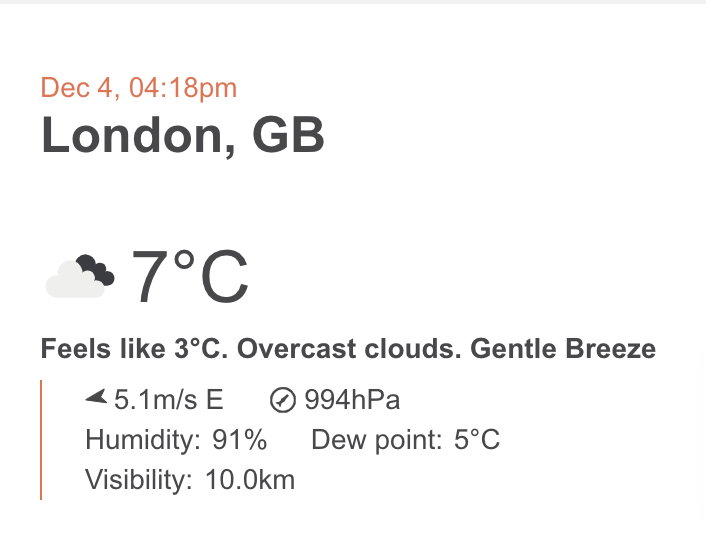 Dec 4, 04:18pm
London, GB
7°C
Feels like 3°C. Overcast clouds. Gentle Breeze
5.1m/s E 994hPa
Humidity: 91% Dew point: 5°C
Visibility: 10.0km